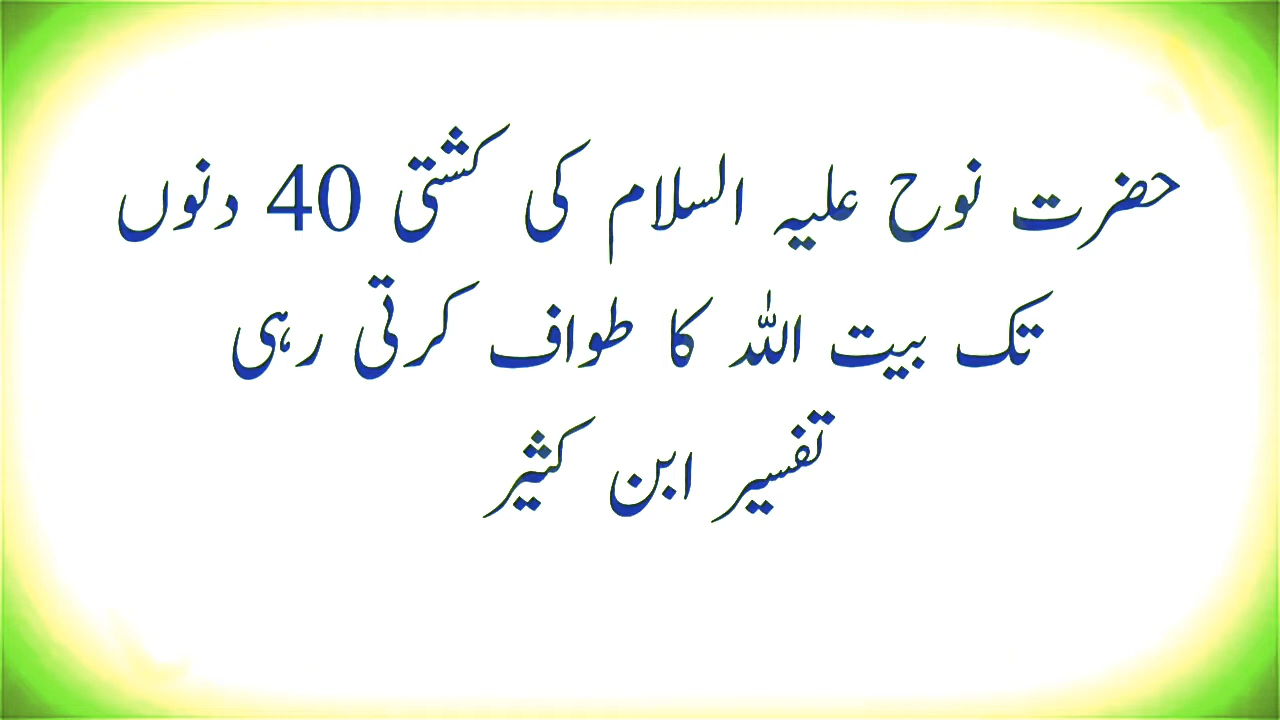 حضرت نوح علیہ السلام کی کشتی 40 دنوں
تک بیت اللہ کا طواف کرتی رہی
تفسیر ابن کثیر